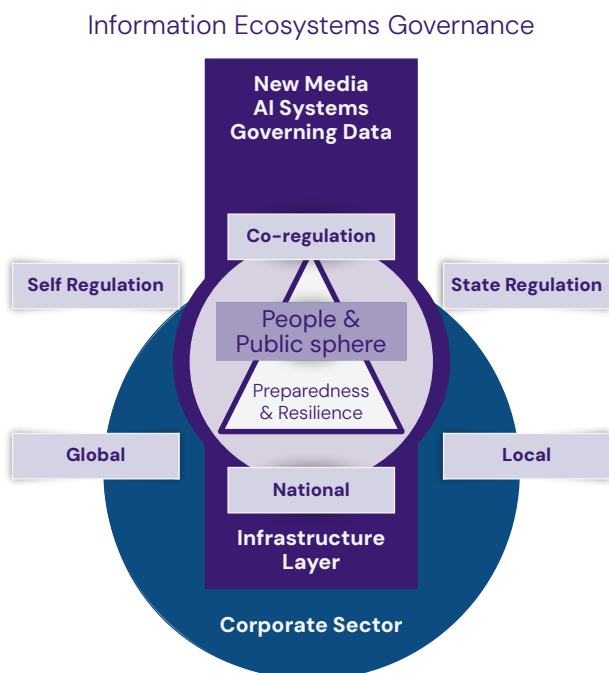 Information Ecosystems Governance
New Media
AI Systems
Governing Data
Co-regulation
Self Regulation
State Regulation
People &
Public sphere
Preparedness
& Resilience
Global
Local
National
Infrastructure
Layer
Corporate Sector